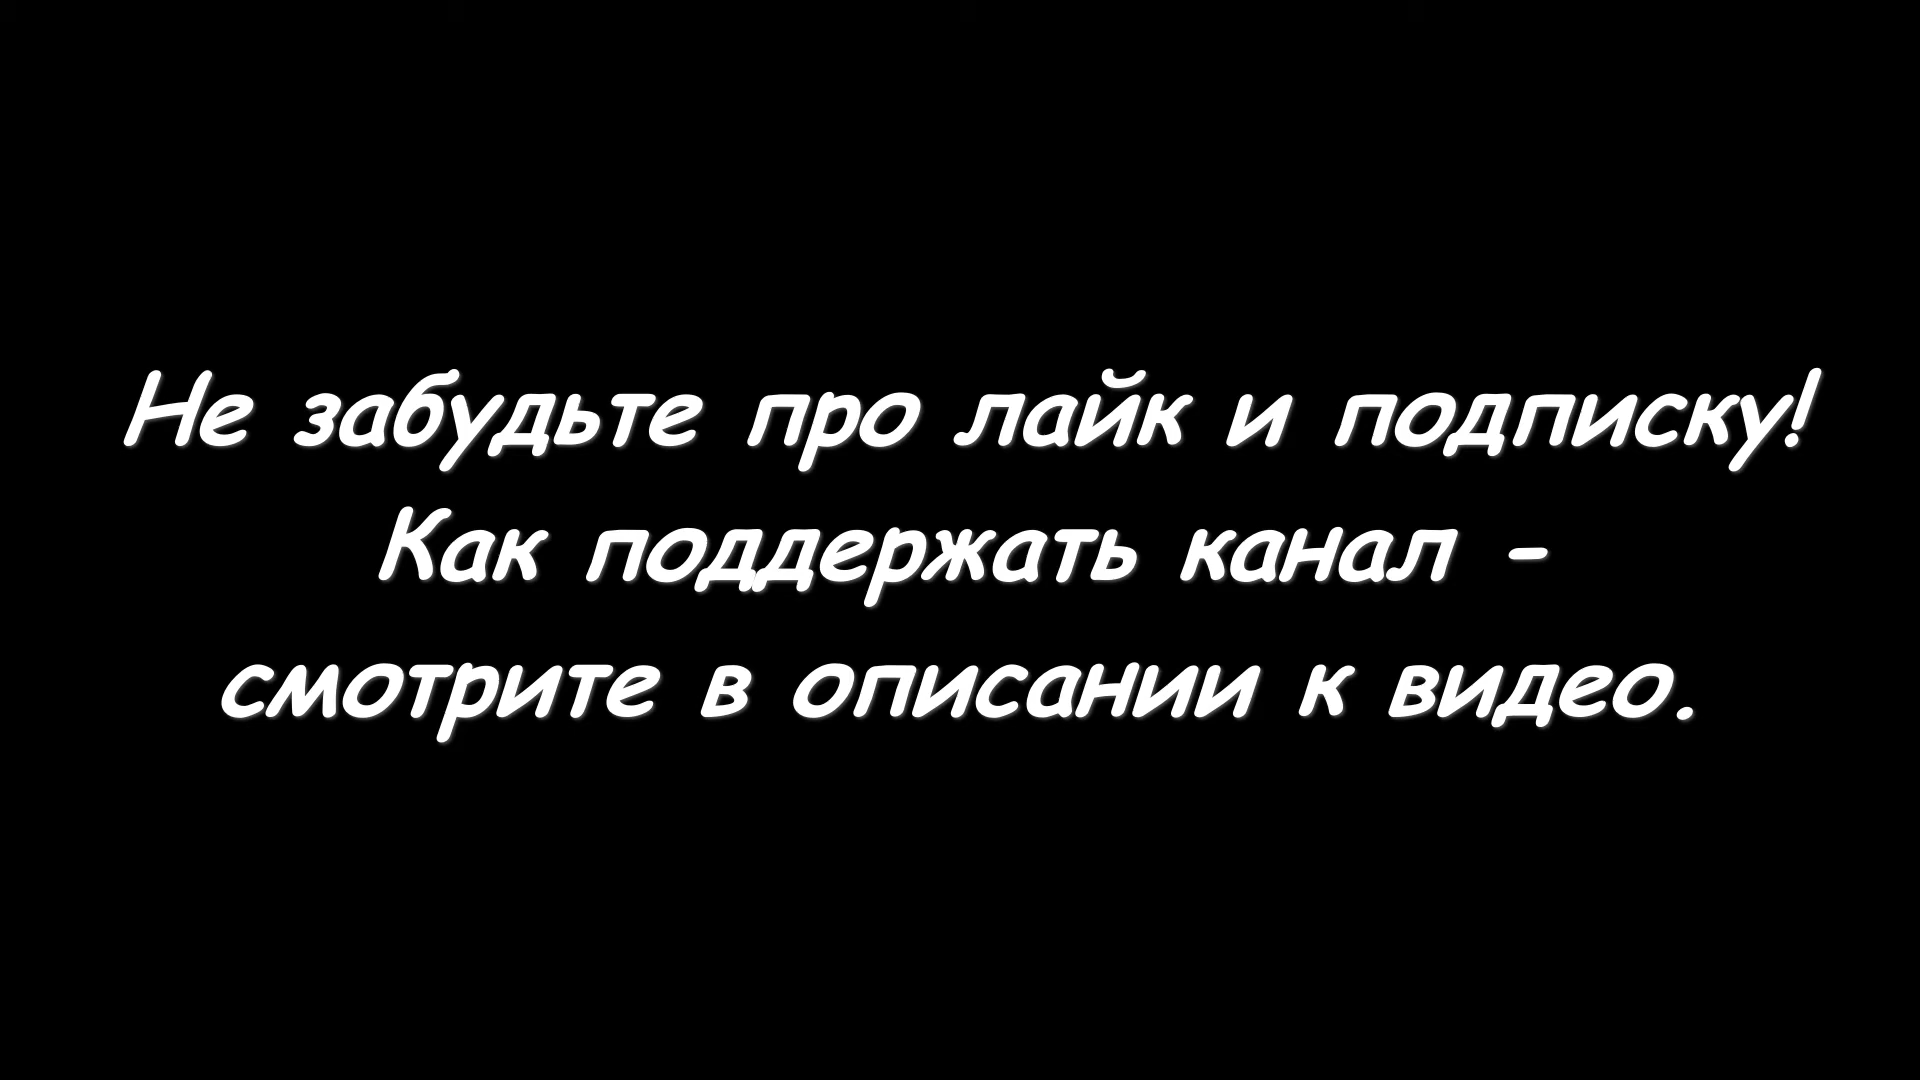 Не забудьте про лайк и подписку!
Как поддержать канал -
смотрите в описании к видео.